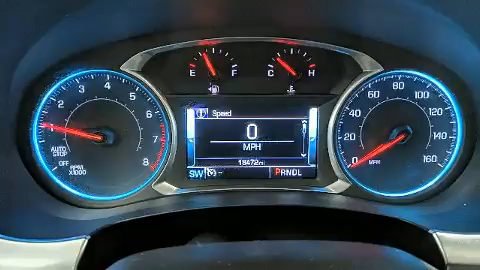 E F C H
1 2 3 4 5 6 7 8
AUTO
STOP
OFF
RPM
X1000
Speed
0
MPH
SW
PRNDL
0 20 40 60 80 100 120 140 160
MPH